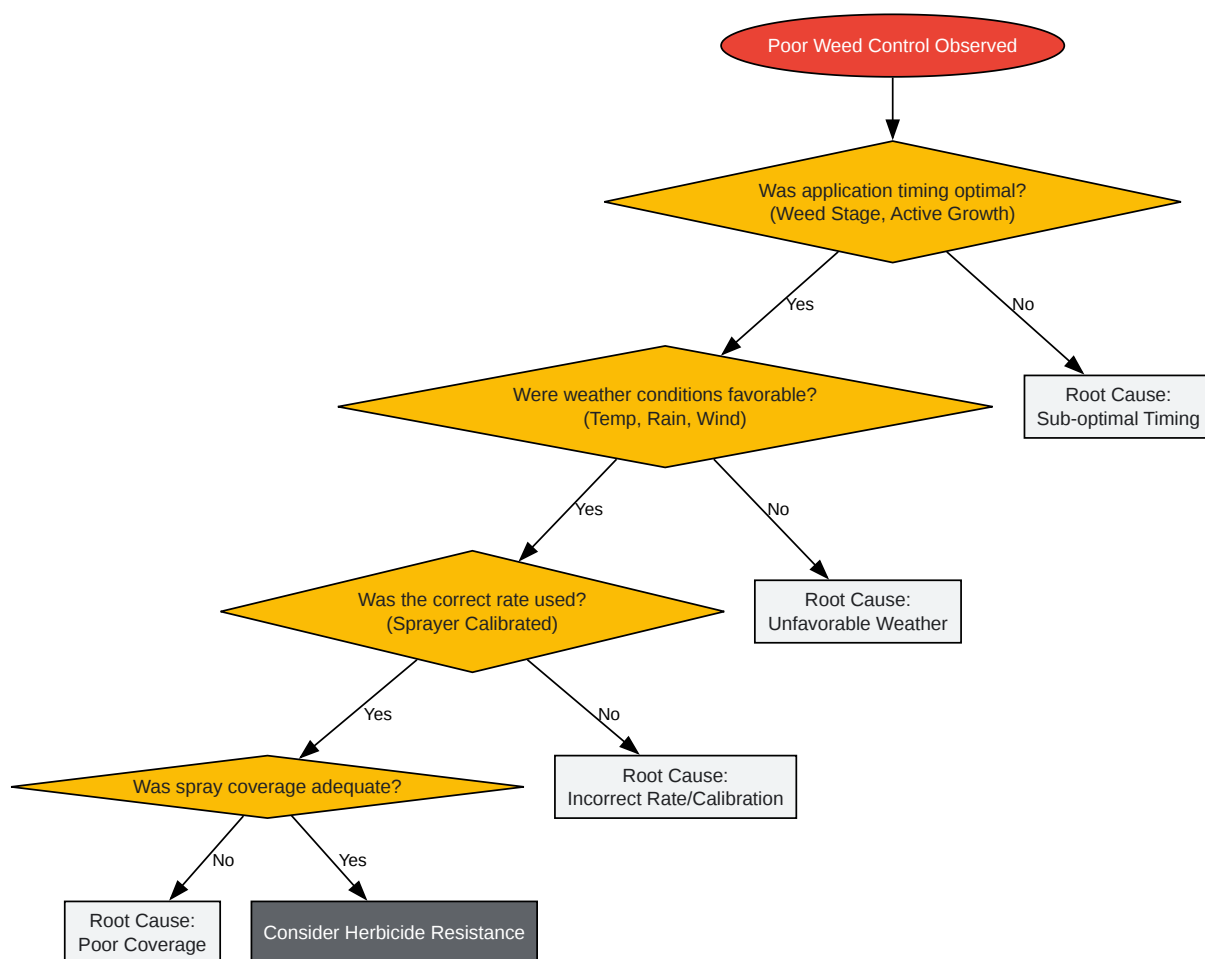 Poor Weed Control Observed
Was application timing optimal?
(Weed Stage, Active Growth)
Yes
No
Were weather conditions favorable?
(Temp, Rain, Wind)
Root Cause:
Sub-optimal Timing
Yes
No
Was the correct rate used?
(Sprayer Calibrated)
Root Cause:
Unfavorable Weather
Yes
No
Was spray coverage adequate?
Root Cause:
Incorrect Rate/Calibration
No
Yes
Root Cause:
Poor Coverage
Consider Herbicide Resistance